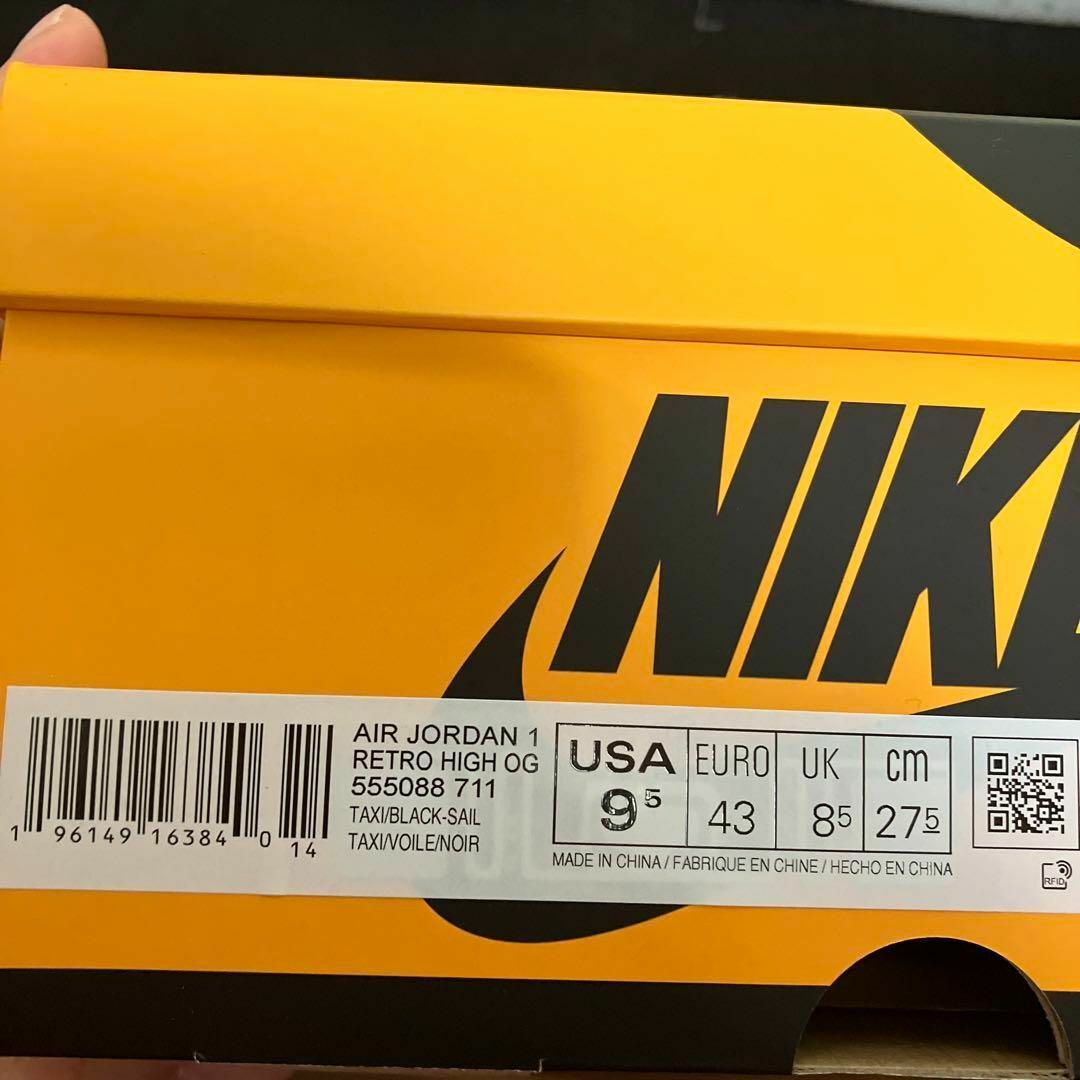 NIKE
AIR JORDAN 1
RETRO HIGH OG
555088 711
TAXI/BLACK-SAIL
TAXI/VOILE/NOIR
1 96149 16384 0 14
USA EURO UK cm
95 43 85 275
MADE IN CHINA / FABRIQUE EN CHINE / HECHO EN CHINA
RFID